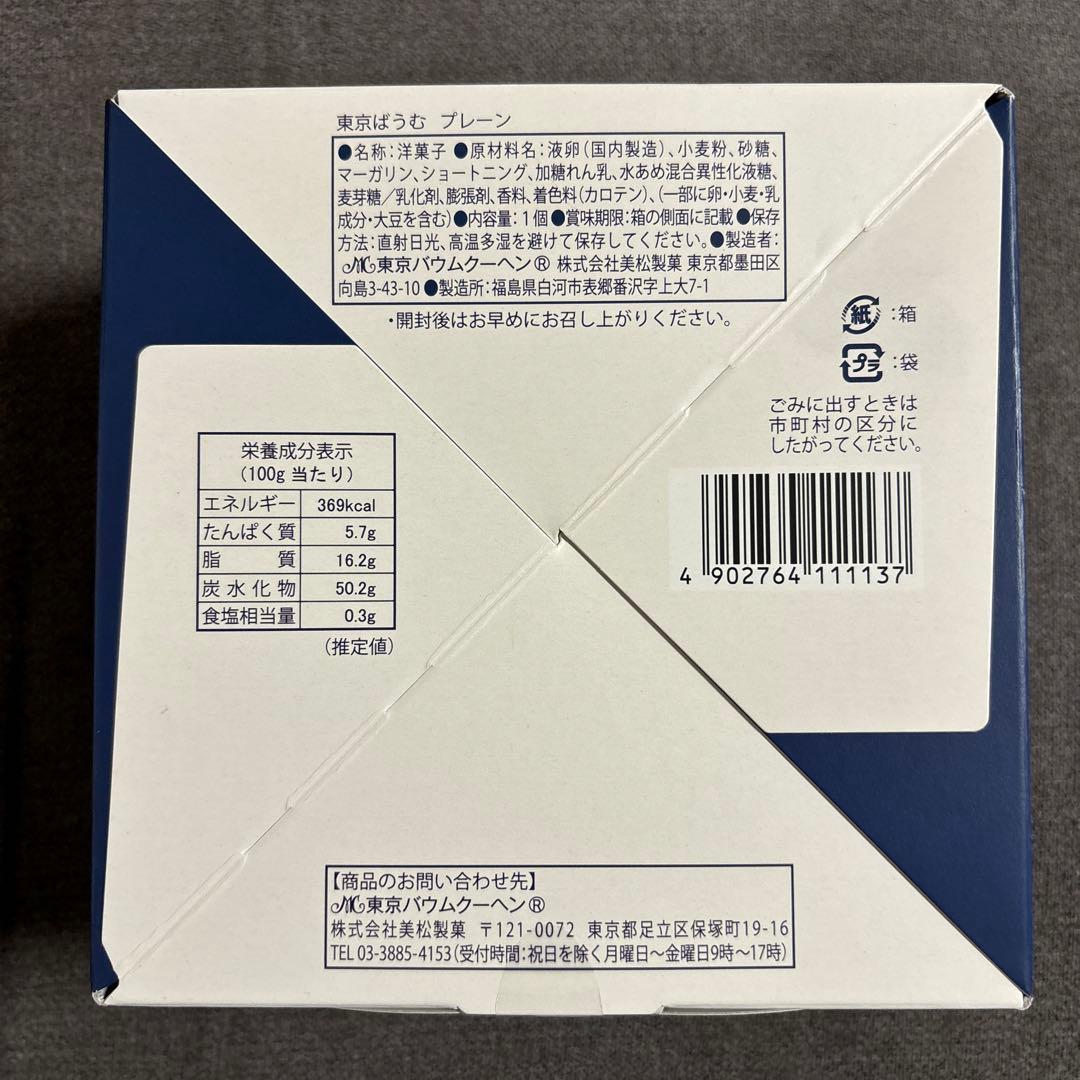 東京ばうむ プレーン
●名称:洋菓子 ●原材料名:液卵(国内製造)、小麦粉、砂糖、
マーガリン、ショートニング、加糖れん乳、水あめ混合異性化液糖、
麦芽糖/乳化剤、膨張剤、香料、着色料(カロテン)、(一部に卵・小麦・乳
成分・大豆を含む)●内容量:1個●賞味期限:箱の側面に記載●保存
方法:直射日光、高温多湿を避けて保存してください。●製造者:
MC東京バウムクーヘン® 株式会社美松製菓 東京都墨田区
向島3-43-10 ●製造所:福島県白河市表郷番沢字上大7-1
・開封後はお早めにお召し上がりください。
紙:箱
プラ:袋
ごみに出すときは
市町村の区分に
したがってください。
4 902764 111137
栄養成分表示
(100g 当たり)
エネルギー 369kcal
たんぱく質 5.7g
脂質 16.2g
炭水化物 50.2g
食塩相当量 0.3g
(推定値)
【商品のお問い合わせ先】
MC東京バウムクーヘン®
株式会社美松製菓 〒121-0072 東京都足立区保塚町19-16
TEL 03-3885-4153(受付時間:祝日を除く月曜日〜金曜日9時〜17時)